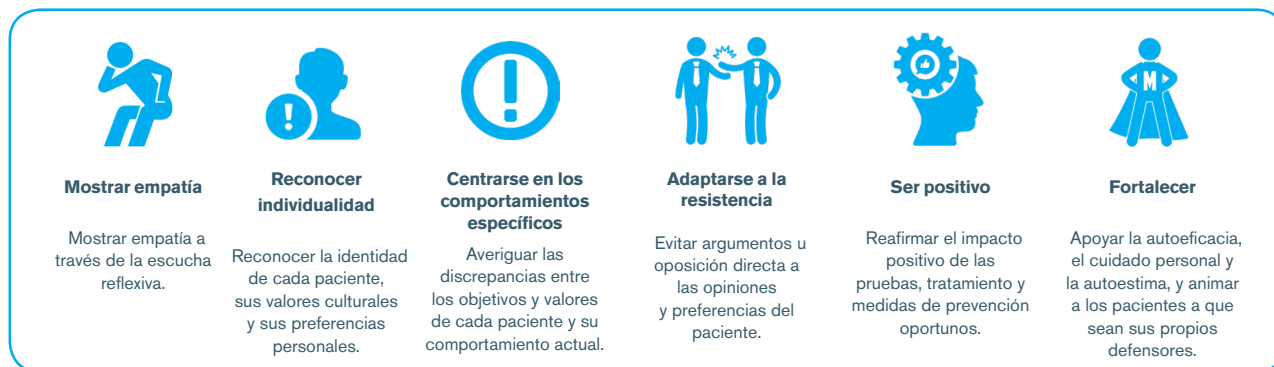 M
Mostrar empatía
Mostrar empatía a
través de la escucha
reflexiva.
Reconocer
individualidad
Reconocer la identidad
de cada paciente,
sus valores culturales
y sus preferencias
personales.
Centrarse en los
comportamientos
específicos
Averiguar las
discrepancias entre
los objetivos y valores
de cada paciente y su
comportamiento actual.
Adaptarse a la
resistencia
Evitar argumentos u
oposición directa a
las opiniones
y preferencias del
paciente.
Ser positivo
Reafirmar el impacto
positivo de las
pruebas, tratamiento y
medidas de prevención
oportunos.
Fortalecer
Apoyar la autoeficacia,
el cuidado personal y
la autoestima, y animar
a los pacientes a que
sean sus propios
defensores.